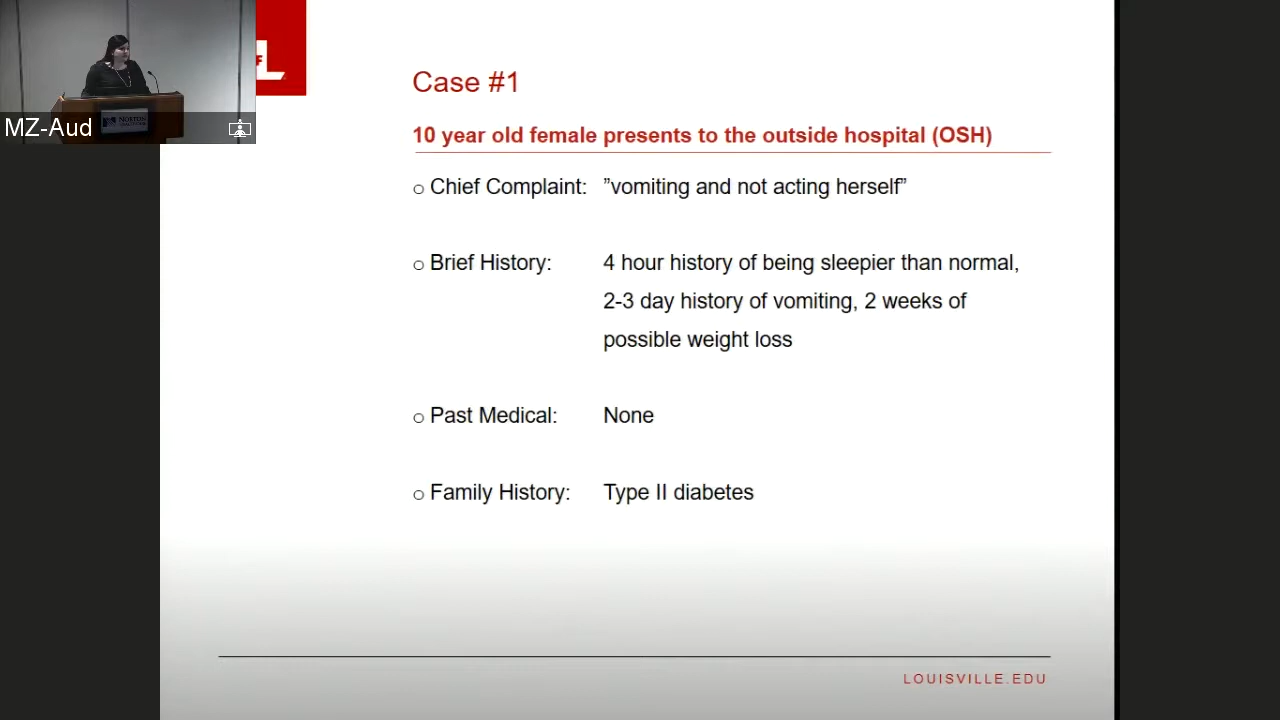 MZ-Aud
NORTON
L
Case #1
10 year old female presents to the outside hospital (OSH)
Chief Complaint: ”vomiting and not acting herself”
Brief History: 4 hour history of being sleepier than normal,
2-3 day history of vomiting, 2 weeks of
possible weight loss
Past Medical: None
Family History: Type II diabetes
LOUISVILLE.EDU